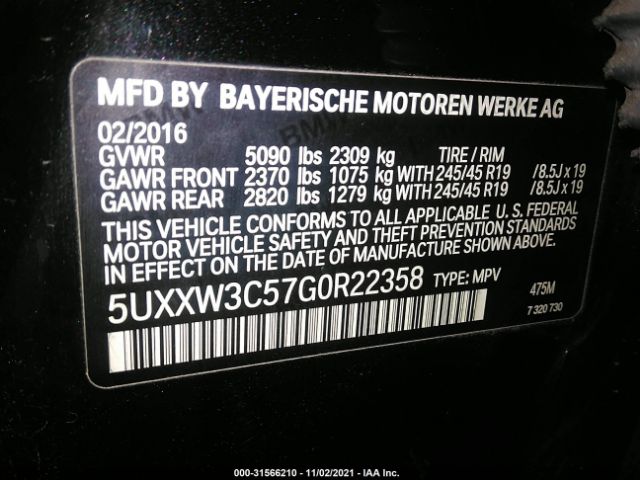 MFD BY BAYERISCHE MOTOREN WERKE AG
02/2016
GVWR 5090 lbs 2309 kg TIRE / RIM
GAWR FRONT 2370 lbs 1075 kg WITH 245/45 R19 /8.5J x 19
GAWR REAR 2820 lbs 1279 kg WITH 245/45 R19 /8.5J x 19
THIS VEHICLE CONFORMS TO ALL APPLICABLE U.S. FEDERAL
MOTOR VEHICLE SAFETY AND THEFT PREVENTION STANDARDS
IN EFFECT ON THE DATE OF MANUFACTURE SHOWN ABOVE.
5UXXW3C57G0R22358 TYPE: MPV 475M
7 320 730
000-31566210 - 11/02/2021 - IAA Inc.